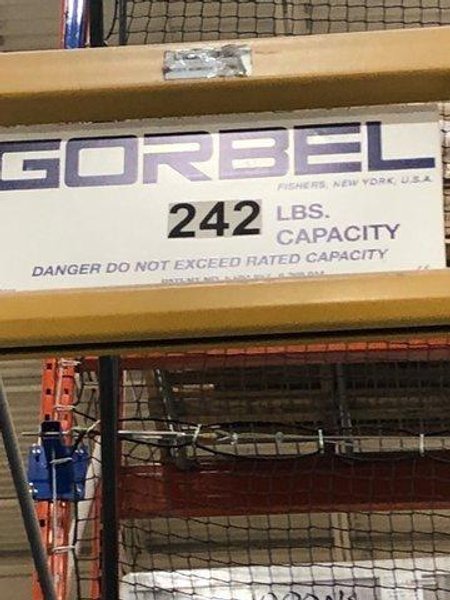 GORBEL
FISHERS, NEW YORK, U.S.A.
242 LBS.
CAPACITY
DANGER DO NOT EXCEED RATED CAPACITY